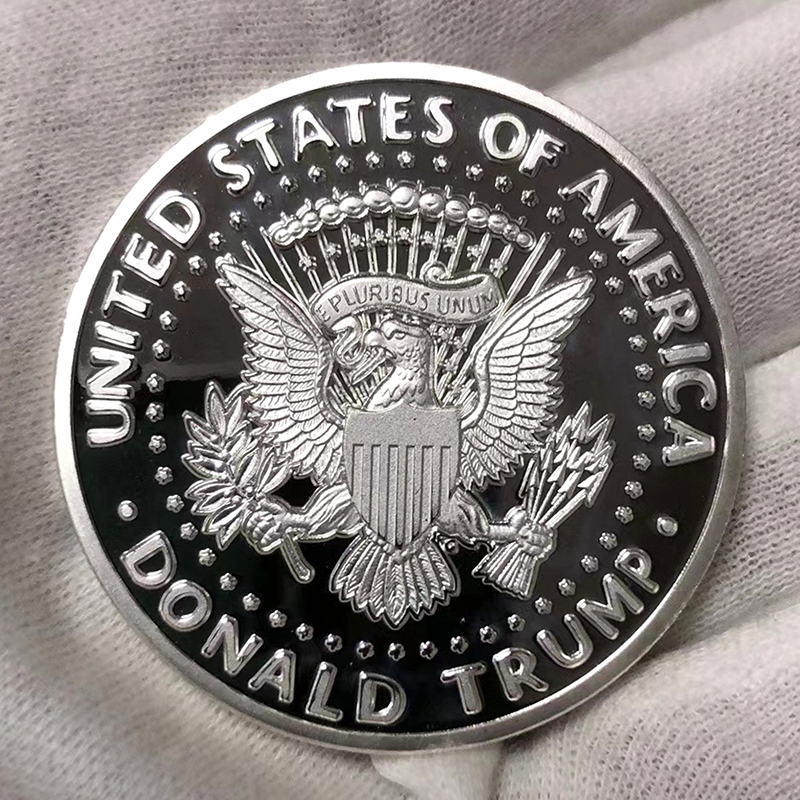 UNITED STATES OF AMERICA
E PLURIBUS UNUM
• DONALD TRUMP •